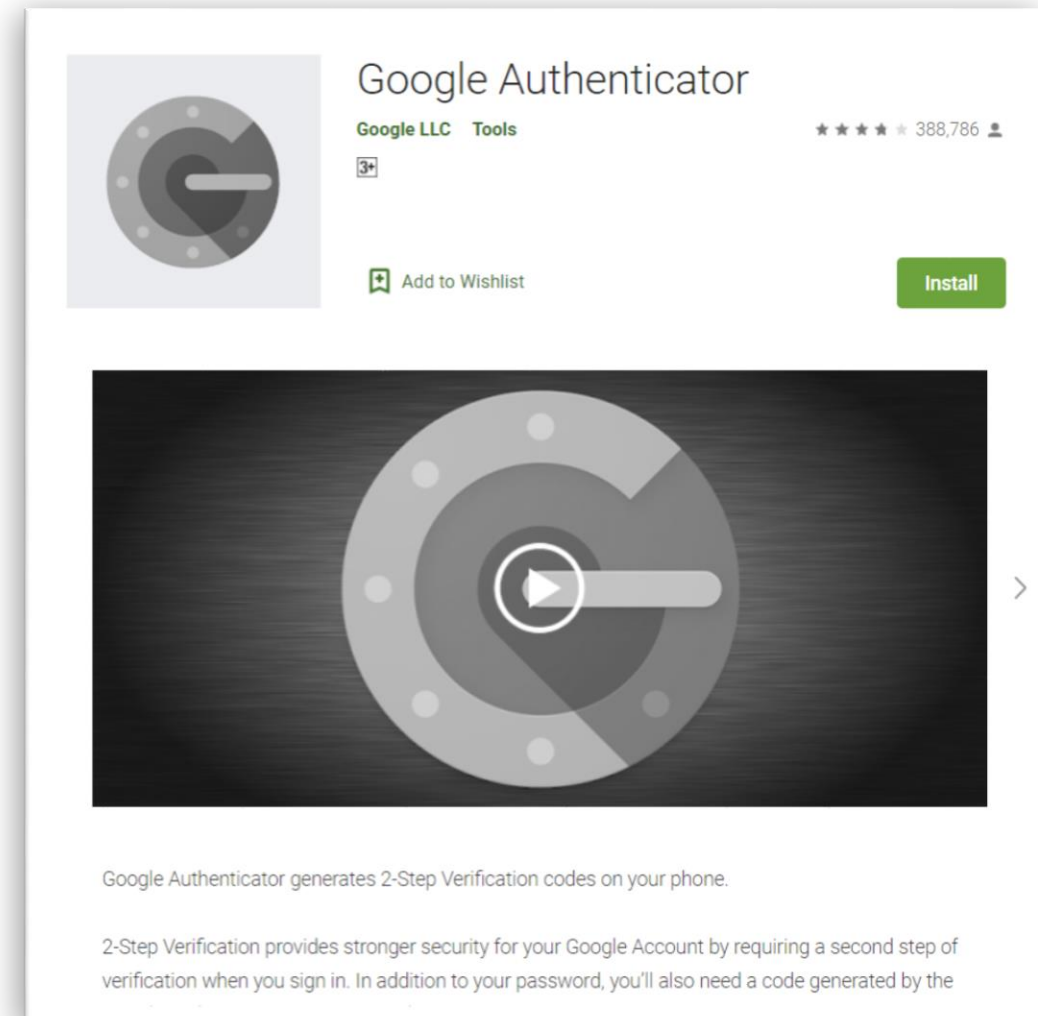 Google Authenticator
Google LLC Tools
388,786
3+
Add to Wishlist
Install
Google Authenticator generates 2-Step Verification codes on your phone.
2-Step Verification provides stronger security for your Google Account by requiring a second step of
verification when you sign in. In addition to your password, you'll also need a code generated by the